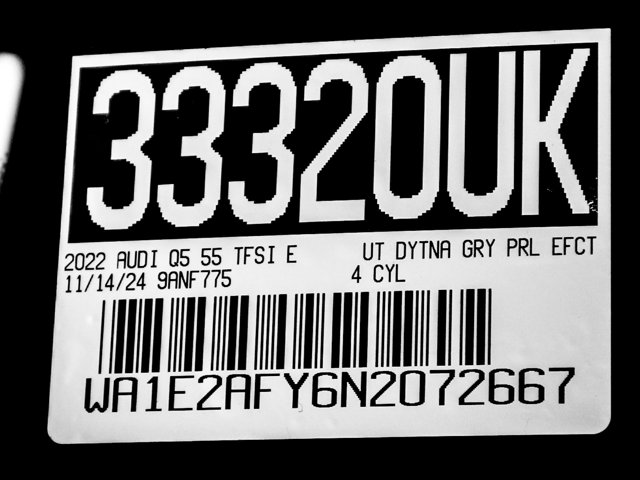 33320UK
2022 AUDI Q5 55 TFSI E UT DYTNA GRY PRL EFCT
11/14/24 9ANF775 4 CYL
WA1E2AFY6N2072667